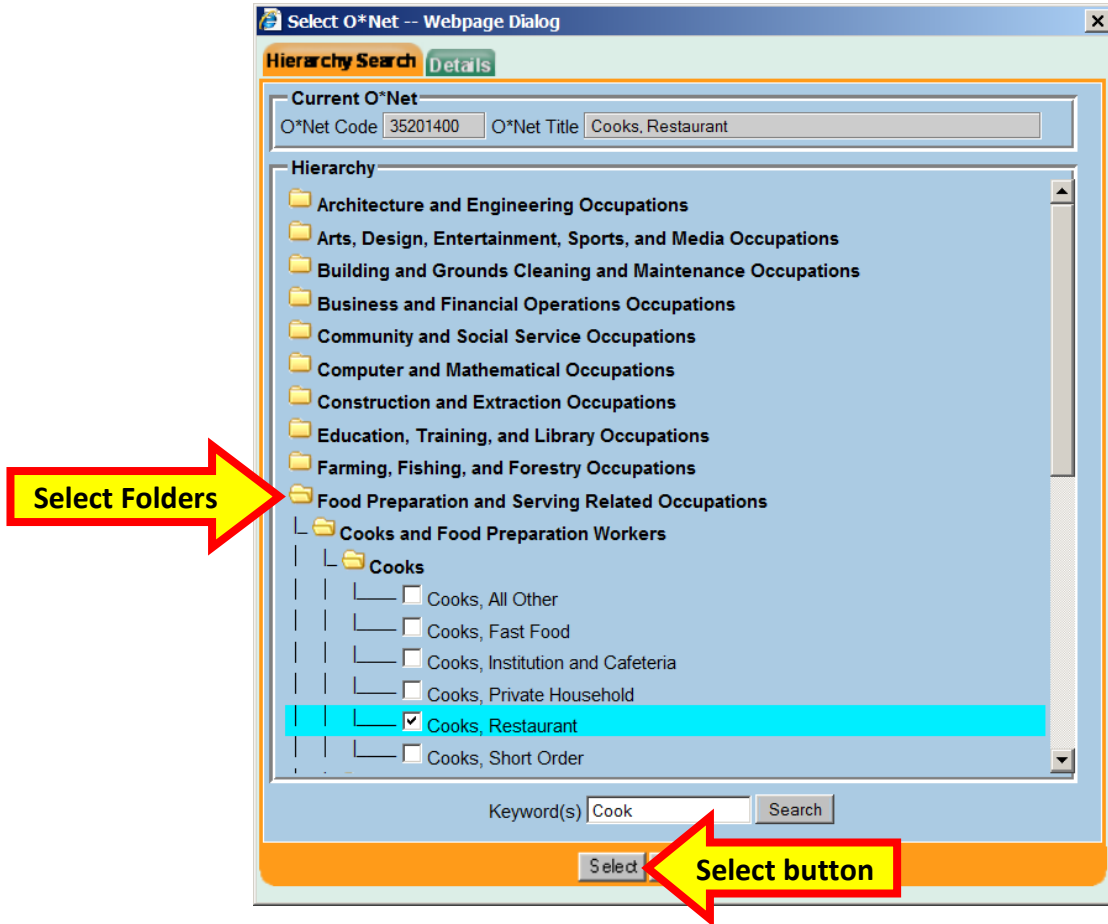 Select O*Net -- Webpage Dialog
Hierarchy Search Details
Current O*Net
O*Net Code 35201400 O*Net Title Cooks, Restaurant
Hierarchy
Architecture and Engineering Occupations
Arts, Design, Entertainment, Sports, and Media Occupations
Building and Grounds Cleaning and Maintenance Occupations
Business and Financial Operations Occupations
Community and Social Service Occupations
Computer and Mathematical Occupations
Construction and Extraction Occupations
Education, Training, and Library Occupations
Farming, Fishing, and Forestry Occupations
Select Folders Food Preparation and Serving Related Occupations
Cooks and Food Preparation Workers
Cooks
Cooks, All Other
Cooks, Fast Food
Cooks, Institution and Cafeteria
Cooks, Private Household
Cooks, Restaurant
Cooks, Short Order
Keyword(s) Cook Search
Select Select button